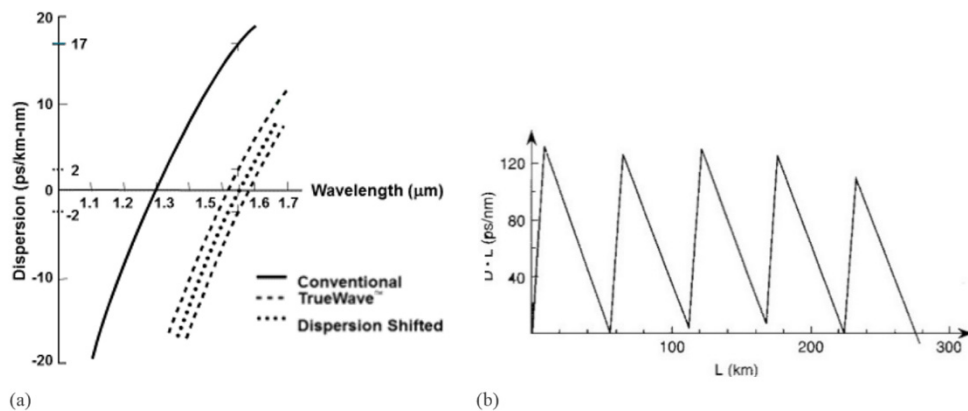 20
17
10
2
0
-2
-10
-20
Dispersion (ps/km-nm)
1.1 1.2 1.3 1.5 1.6 1.7
Wavelength (μm)
Conventional
TrueWave™
Dispersion Shifted
(a)
120
80
40
D · L (ps/nm)
100 200 300
L (km)
(b)